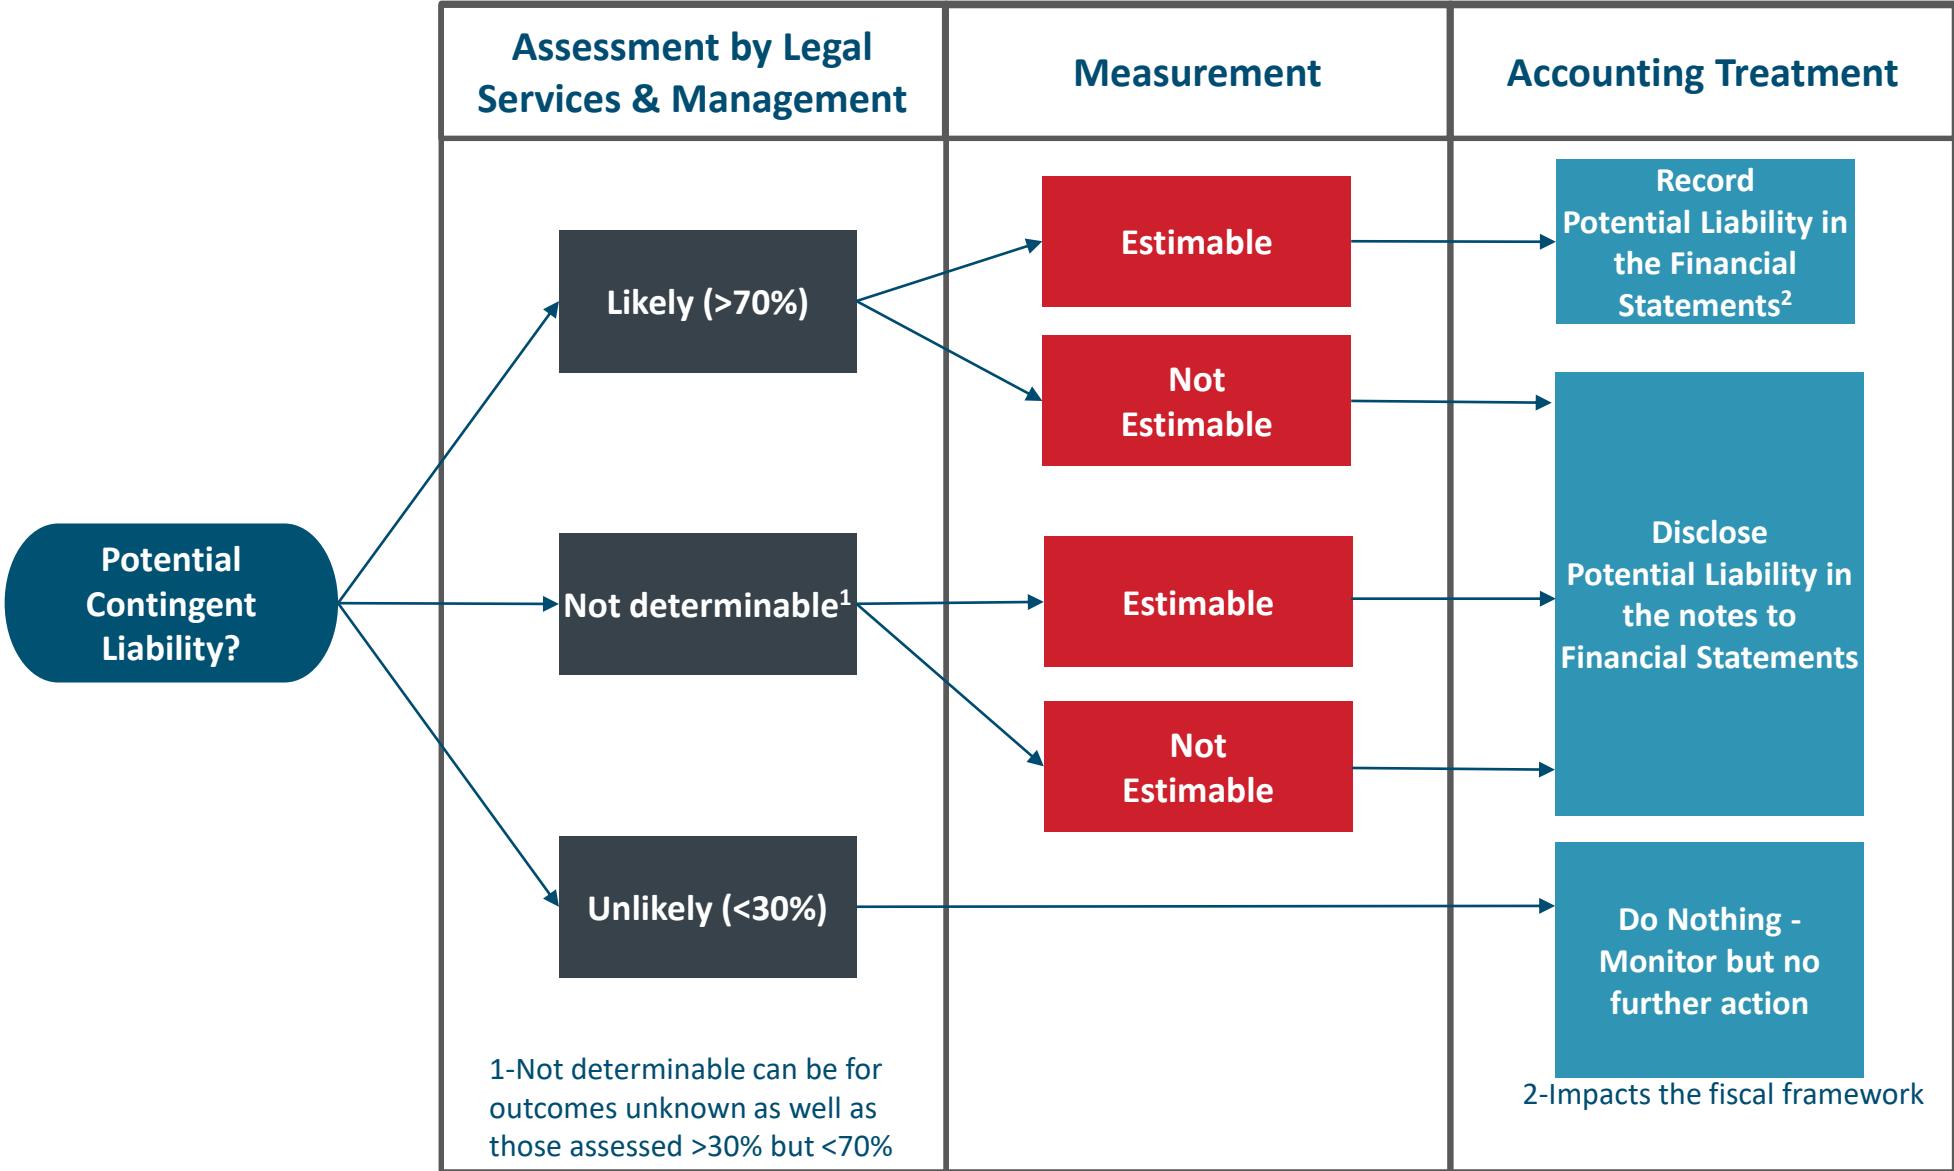 Assessment by Legal
Services & Management
Measurement
Accounting Treatment
Potential
Contingent
Liability?
Likely (>70%)
Not determinable¹
Unlikely (<30%)
1-Not determinable can be for
outcomes unknown as well as
those assessed >30% but <70%
Estimable
Not
Estimable
Estimable
Not
Estimable
Record
Potential Liability in
the Financial
Statements²
Disclose
Potential Liability in
the notes to
Financial Statements
Do Nothing -
Monitor but no
further action
2-Impacts the fiscal framework